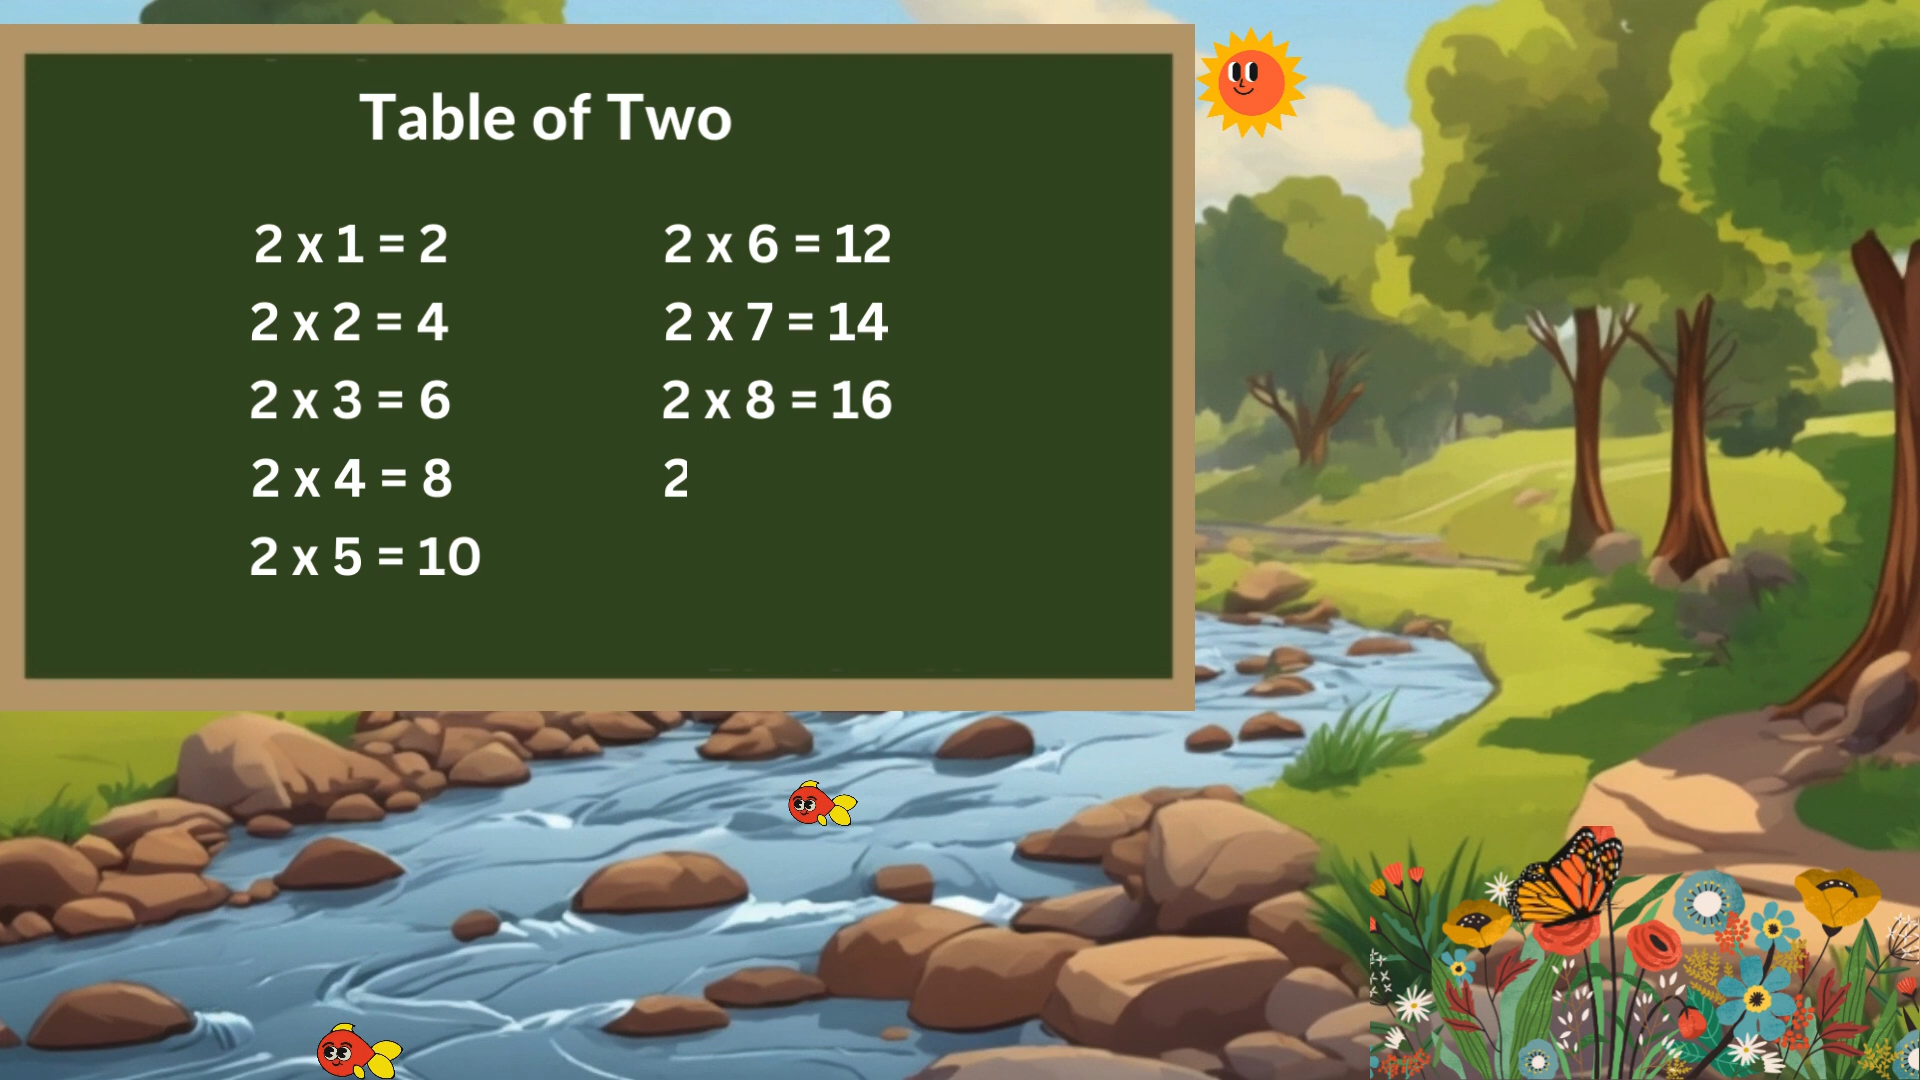 Table of Two
2 x 1 = 2
2 x 2 = 4
2 x 3 = 6
2 x 4 = 8
2 x 5 = 10
2 x 6 = 12
2 x 7 = 14
2 x 8 = 16
2